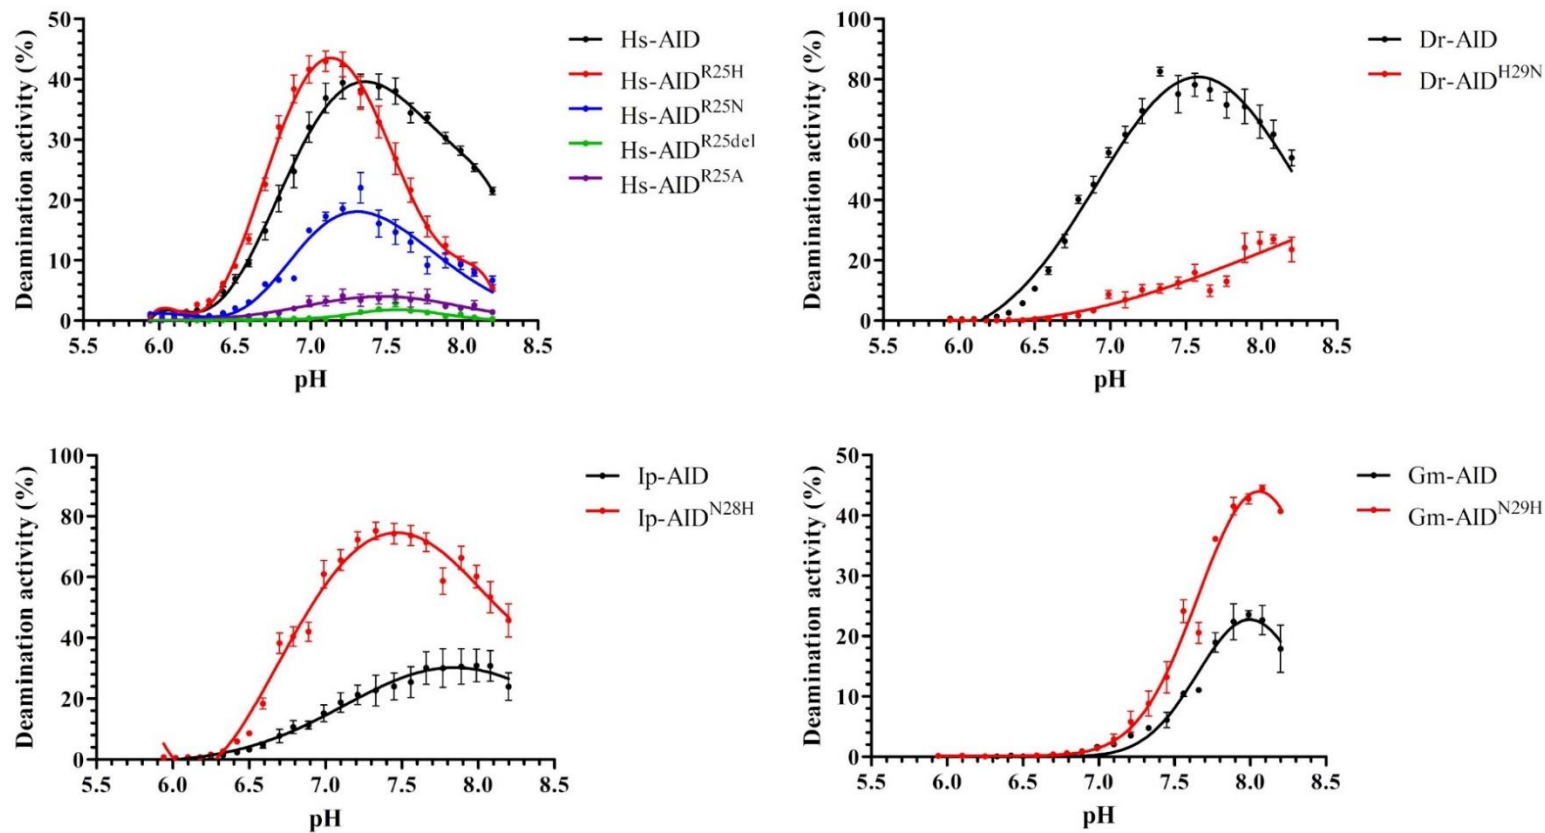 Deamination activity (%)
50
40
30
20
10
0
5.5 6.0 6.5 7.0 7.5 8.0 8.5
pH
Hs-AID
Hs-AIDR25H
Hs-AIDR25N
Hs-AIDR25del
Hs-AIDR25A
Deamination activity (%)
100
80
60
40
20
0
5.5 6.0 6.5 7.0 7.5 8.0 8.5
pH
Dr-AID
Dr-AIDH29N
Deamination activity (%)
100
80
60
40
20
0
5.5 6.0 6.5 7.0 7.5 8.0 8.5
pH
Ip-AID
Ip-AIDN28H
Deamination activity (%)
50
40
30
20
10
0
5.5 6.0 6.5 7.0 7.5 8.0 8.5
pH
Gm-AID
Gm-AIDN29H